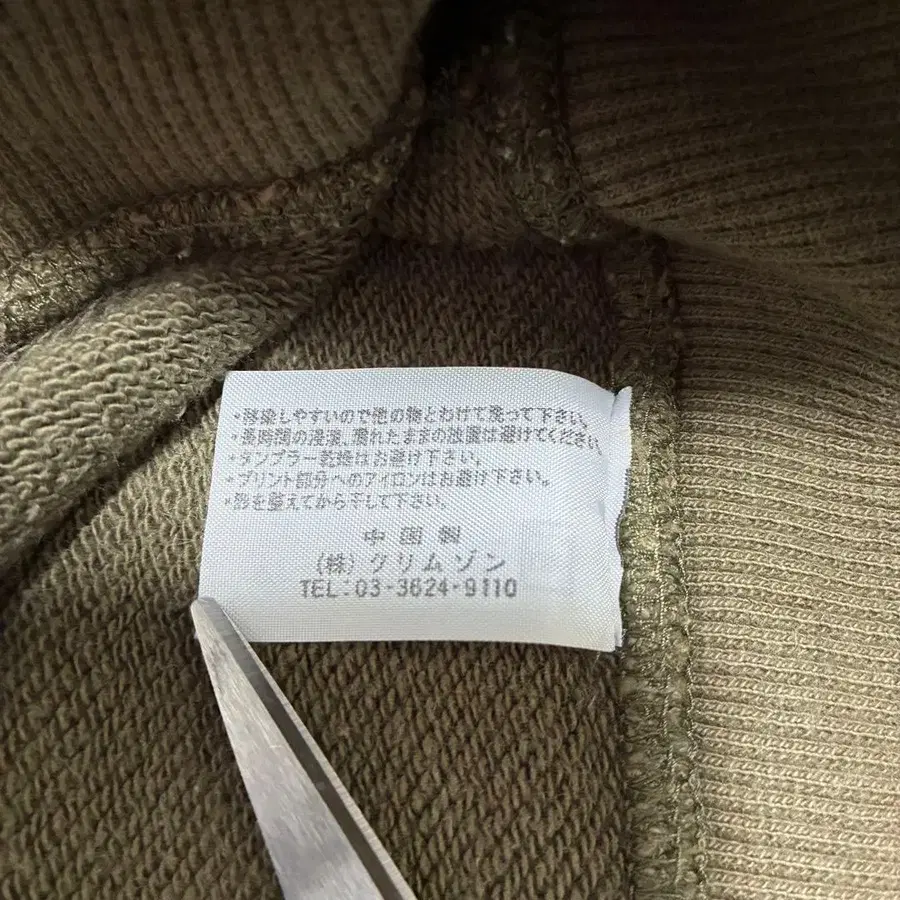 ・移染しやすいので他の物とわけて洗って下さい。
・長時間の浸漬、濡れたままの放置は避けてください。
・タンブラー乾燥はお避け下さい。
・プリント部分へのアイロンはお避け下さい。
・形を整えてから干して下さい。
中国製
(株)クリムゾン
TEL:03-3624-9110